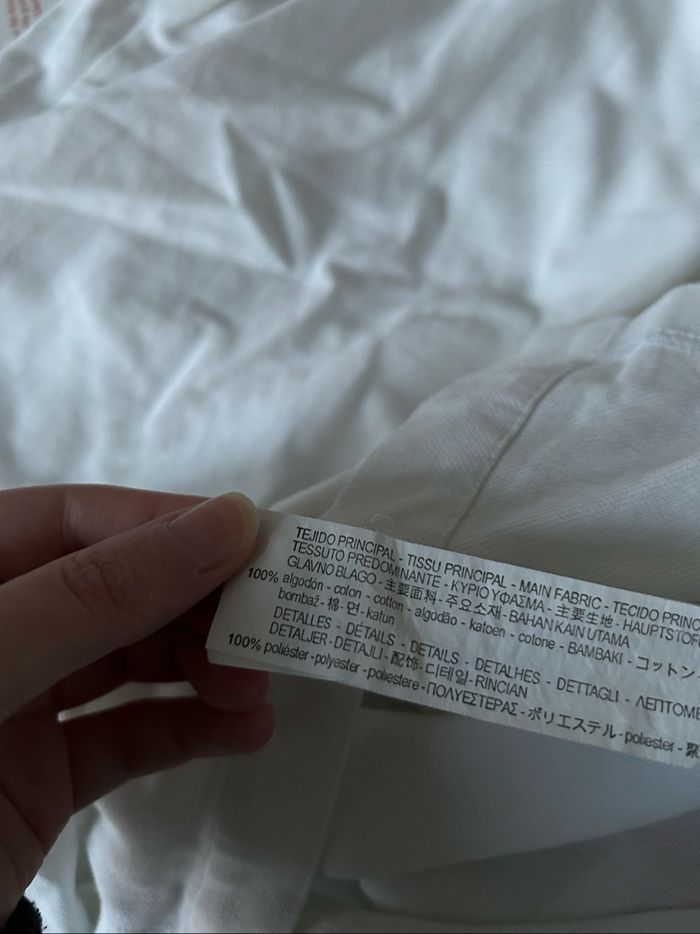 TEJIDO PRINCIPAL - TISSU PRINCIPAL - MAIN FABRIC - TECIDO PRINC
TESSUTO PREDOMINANTE - ΚΥΡΙΟ ΥΦΑΣΜΑ - 主要生地 - HAUPTSTOF
GLAVNO BLAGO - 主要面料 - 주요소재 - BAHAN KAIN UTAMA
100% algodón - coton - cotton - algodão - katoen - cotone - ΒΑΜΒΑΚΙ - コットン -
bombaž - 棉 - 면 - katun
DETALLES - DÉTAILS - DETAILS - DETALHES - DETTAGLI - ΛΕΠΤΟΜΕ
DETALJER - DETAJLI - 配饰 - 디테일 - RINCIAN
100% poliéster - polyester - poliestere - ΠΟΛΥΕΣΤΕΡΑΣ - ポリエステル - poliester - 聚